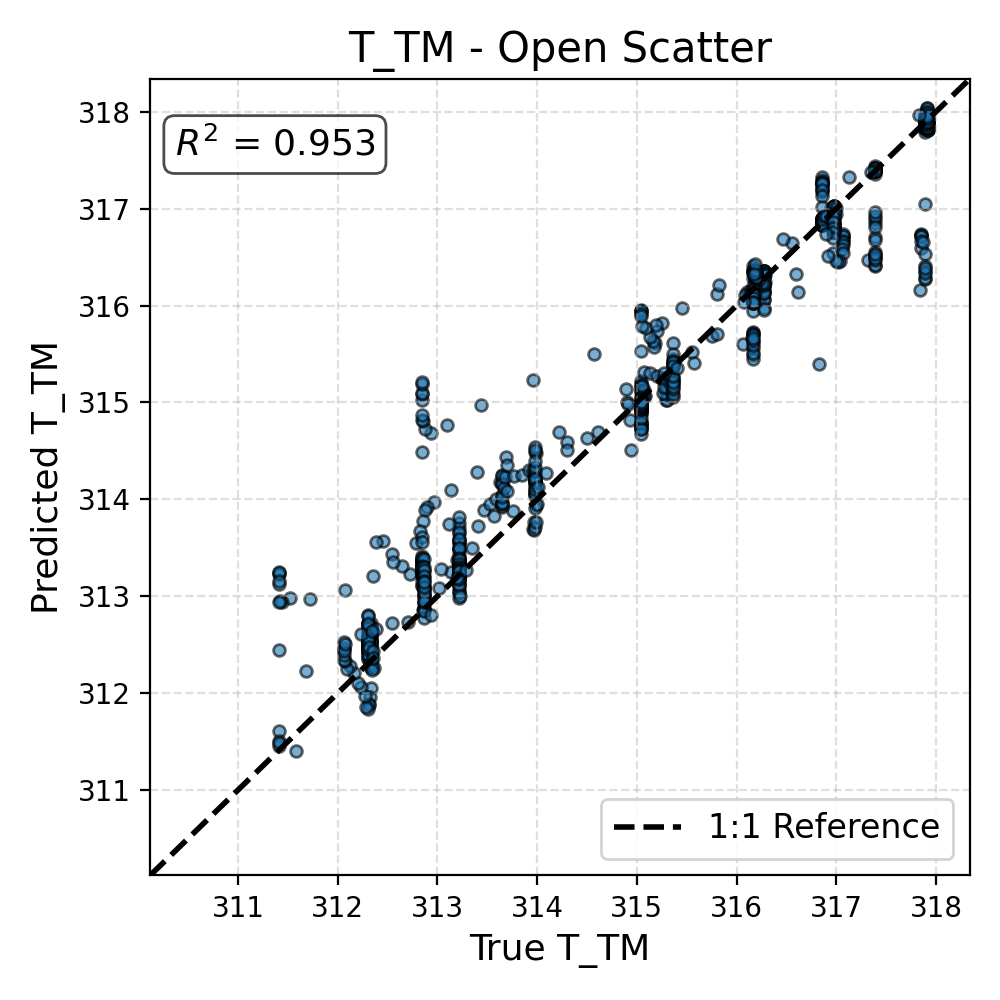 T_TM - Open Scatter
R² = 0.953
318
317
316
315
314
313
312
311
Predicted T_TM
1:1 Reference
311 312 313 314 315 316 317 318
True T_TM